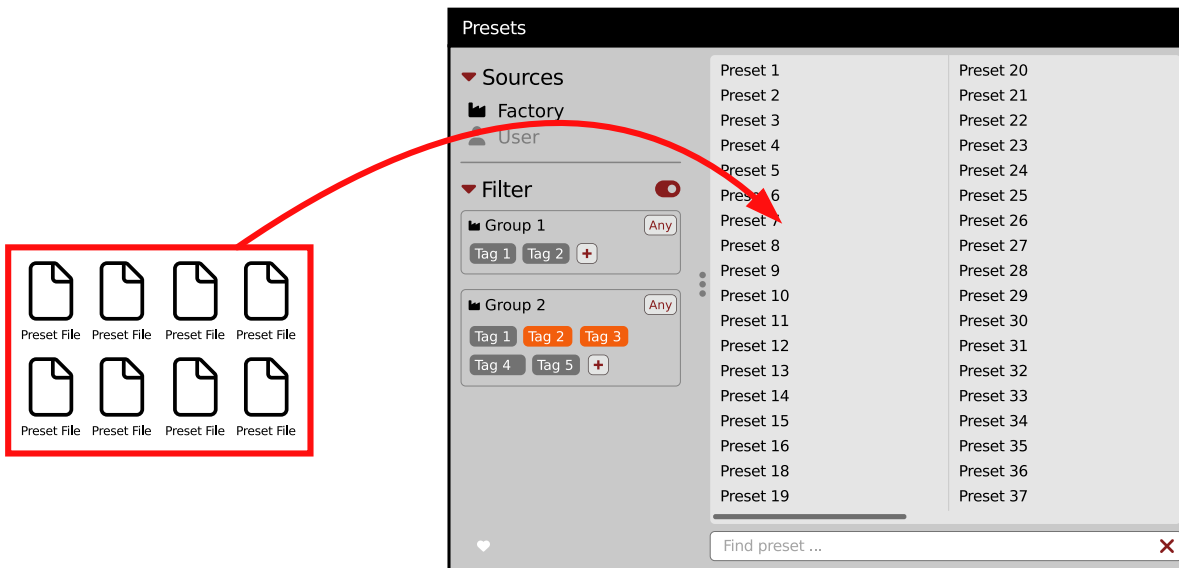 Presets
Sources
Factory
User
Filter
Group 1
Any
Tag 1 Tag 2 +
Group 2
Any
Tag 1 Tag 2 Tag 3
Tag 4 Tag 5 +
Preset 1
Preset 2
Preset 3
Preset 4
Preset 5
Preset 6
Preset 7
Preset 8
Preset 9
Preset 10
Preset 11
Preset 12
Preset 13
Preset 14
Preset 15
Preset 16
Preset 18
Preset 19
Preset 20
Preset 21
Preset 22
Preset 23
Preset 24
Preset 25
Preset 26
Preset 27
Preset 28
Preset 29
Preset 30
Preset 31
Preset 32
Preset 33
Preset 34
Preset 35
Preset 36
Preset 37
Find preset ...
Preset File Preset File Preset File Preset File
Preset File Preset File Preset File Preset File